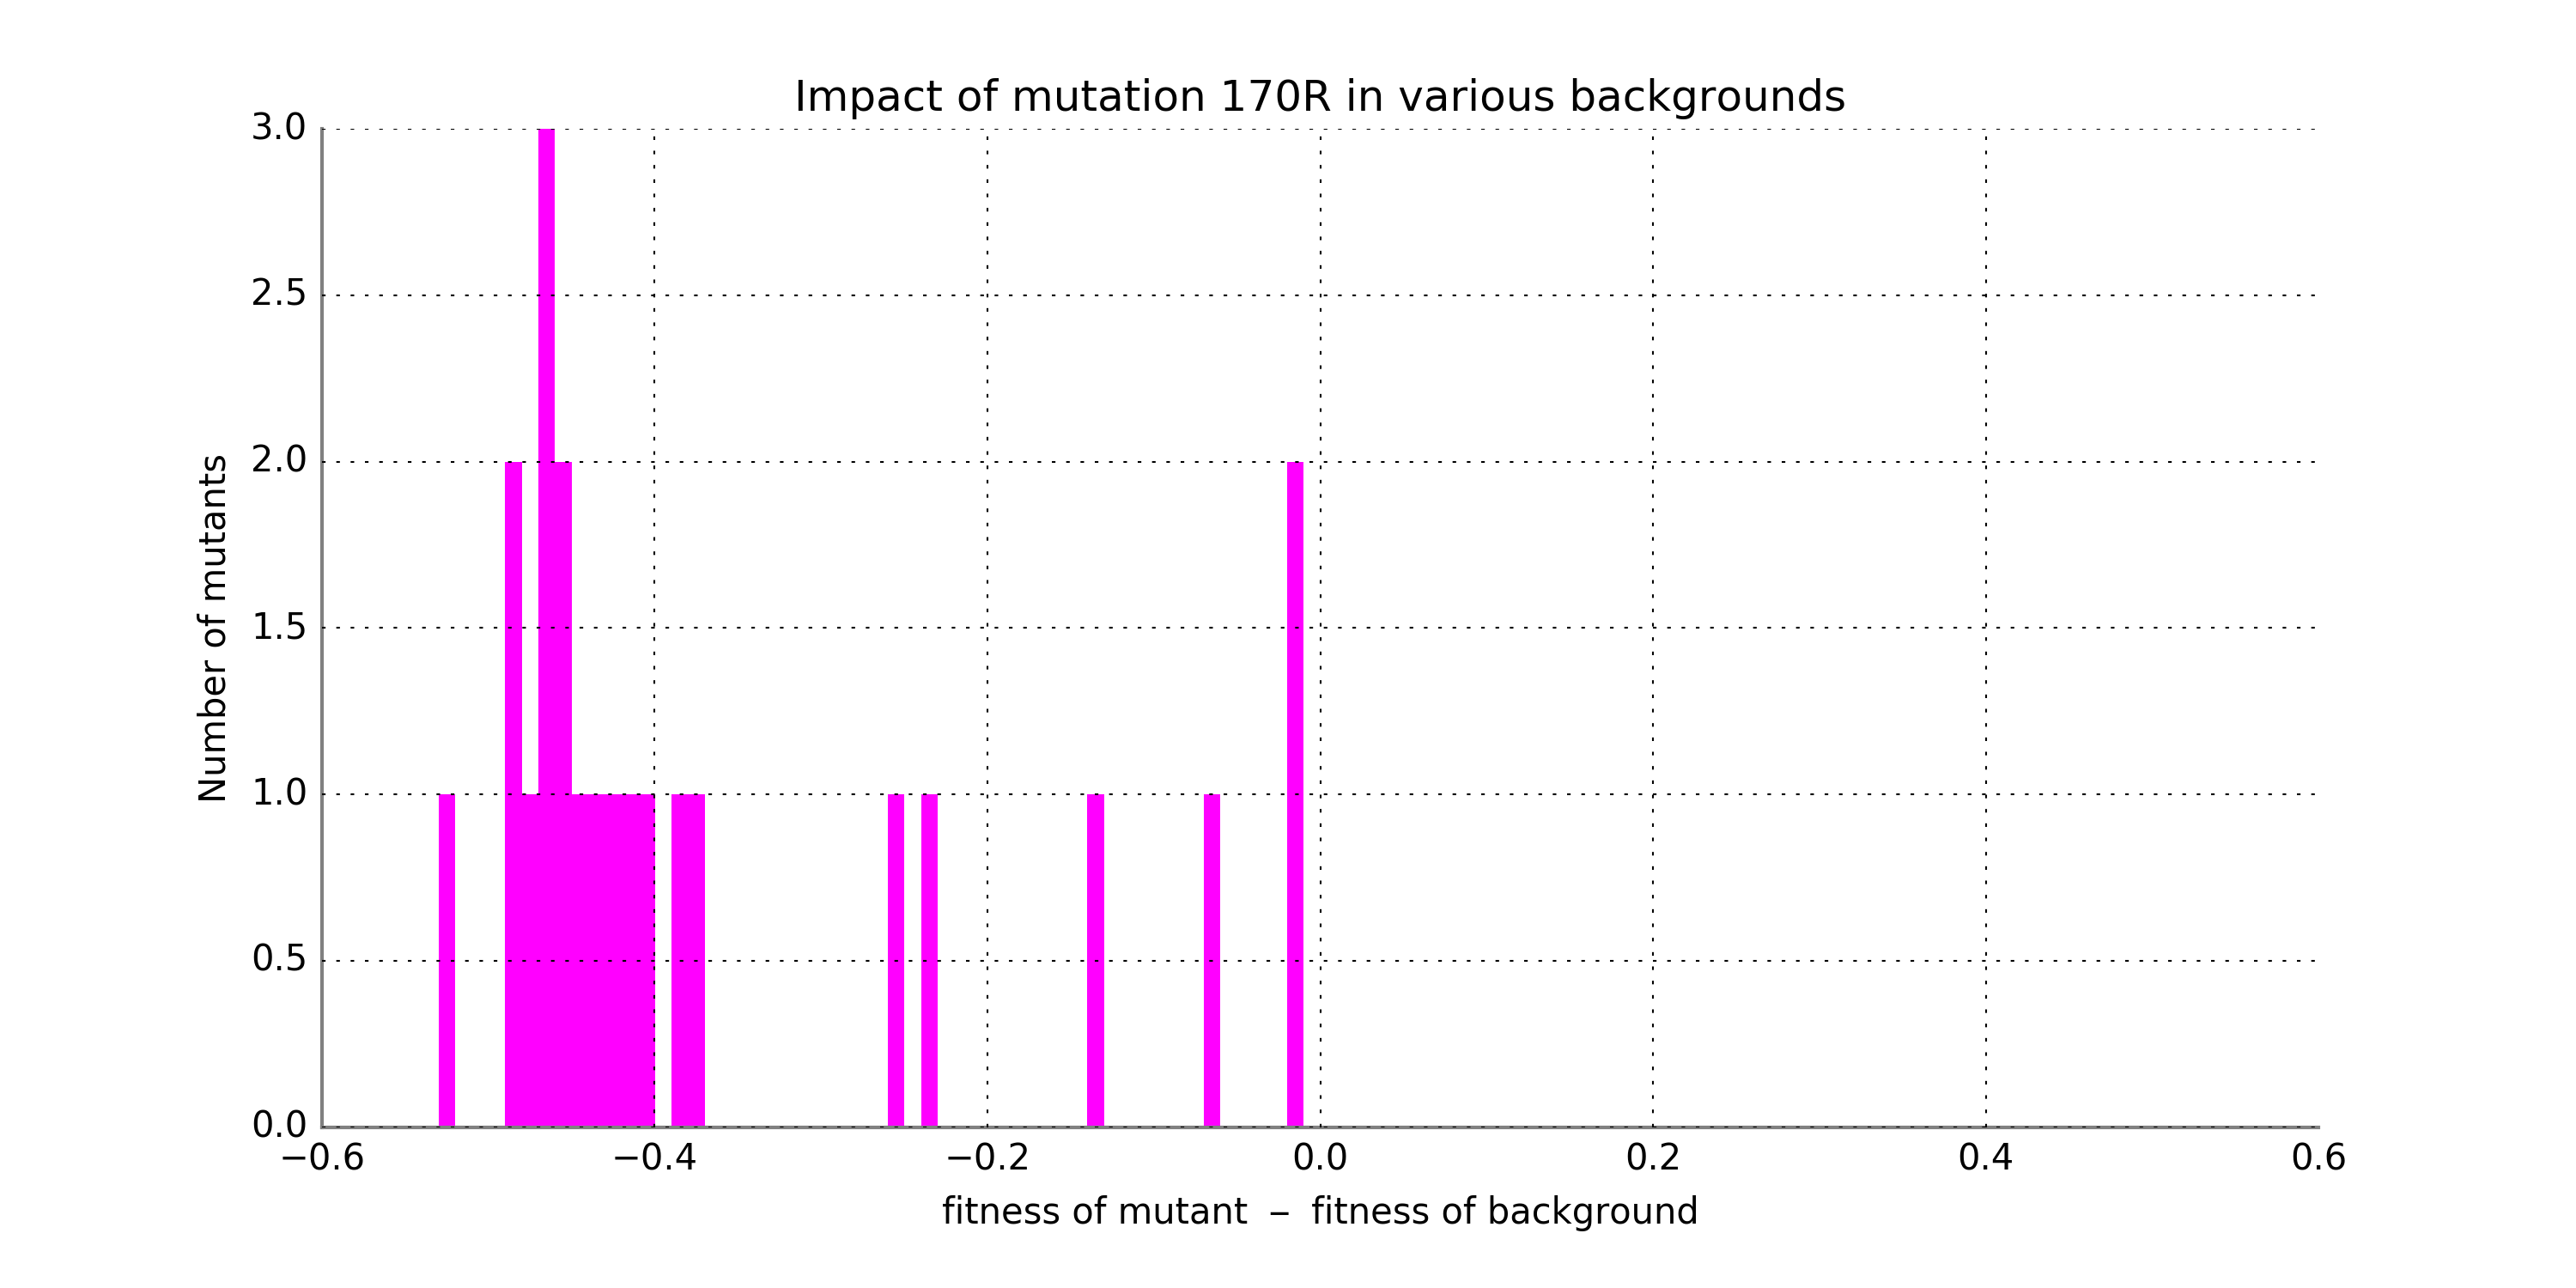 Impact of mutation 170R in various backgrounds
3.0
2.5
2.0
1.5
1.0
0.5
0.0
Number of mutants
−0.6 −0.4 −0.2 0.0 0.2 0.4 0.6
fitness of mutant − fitness of background